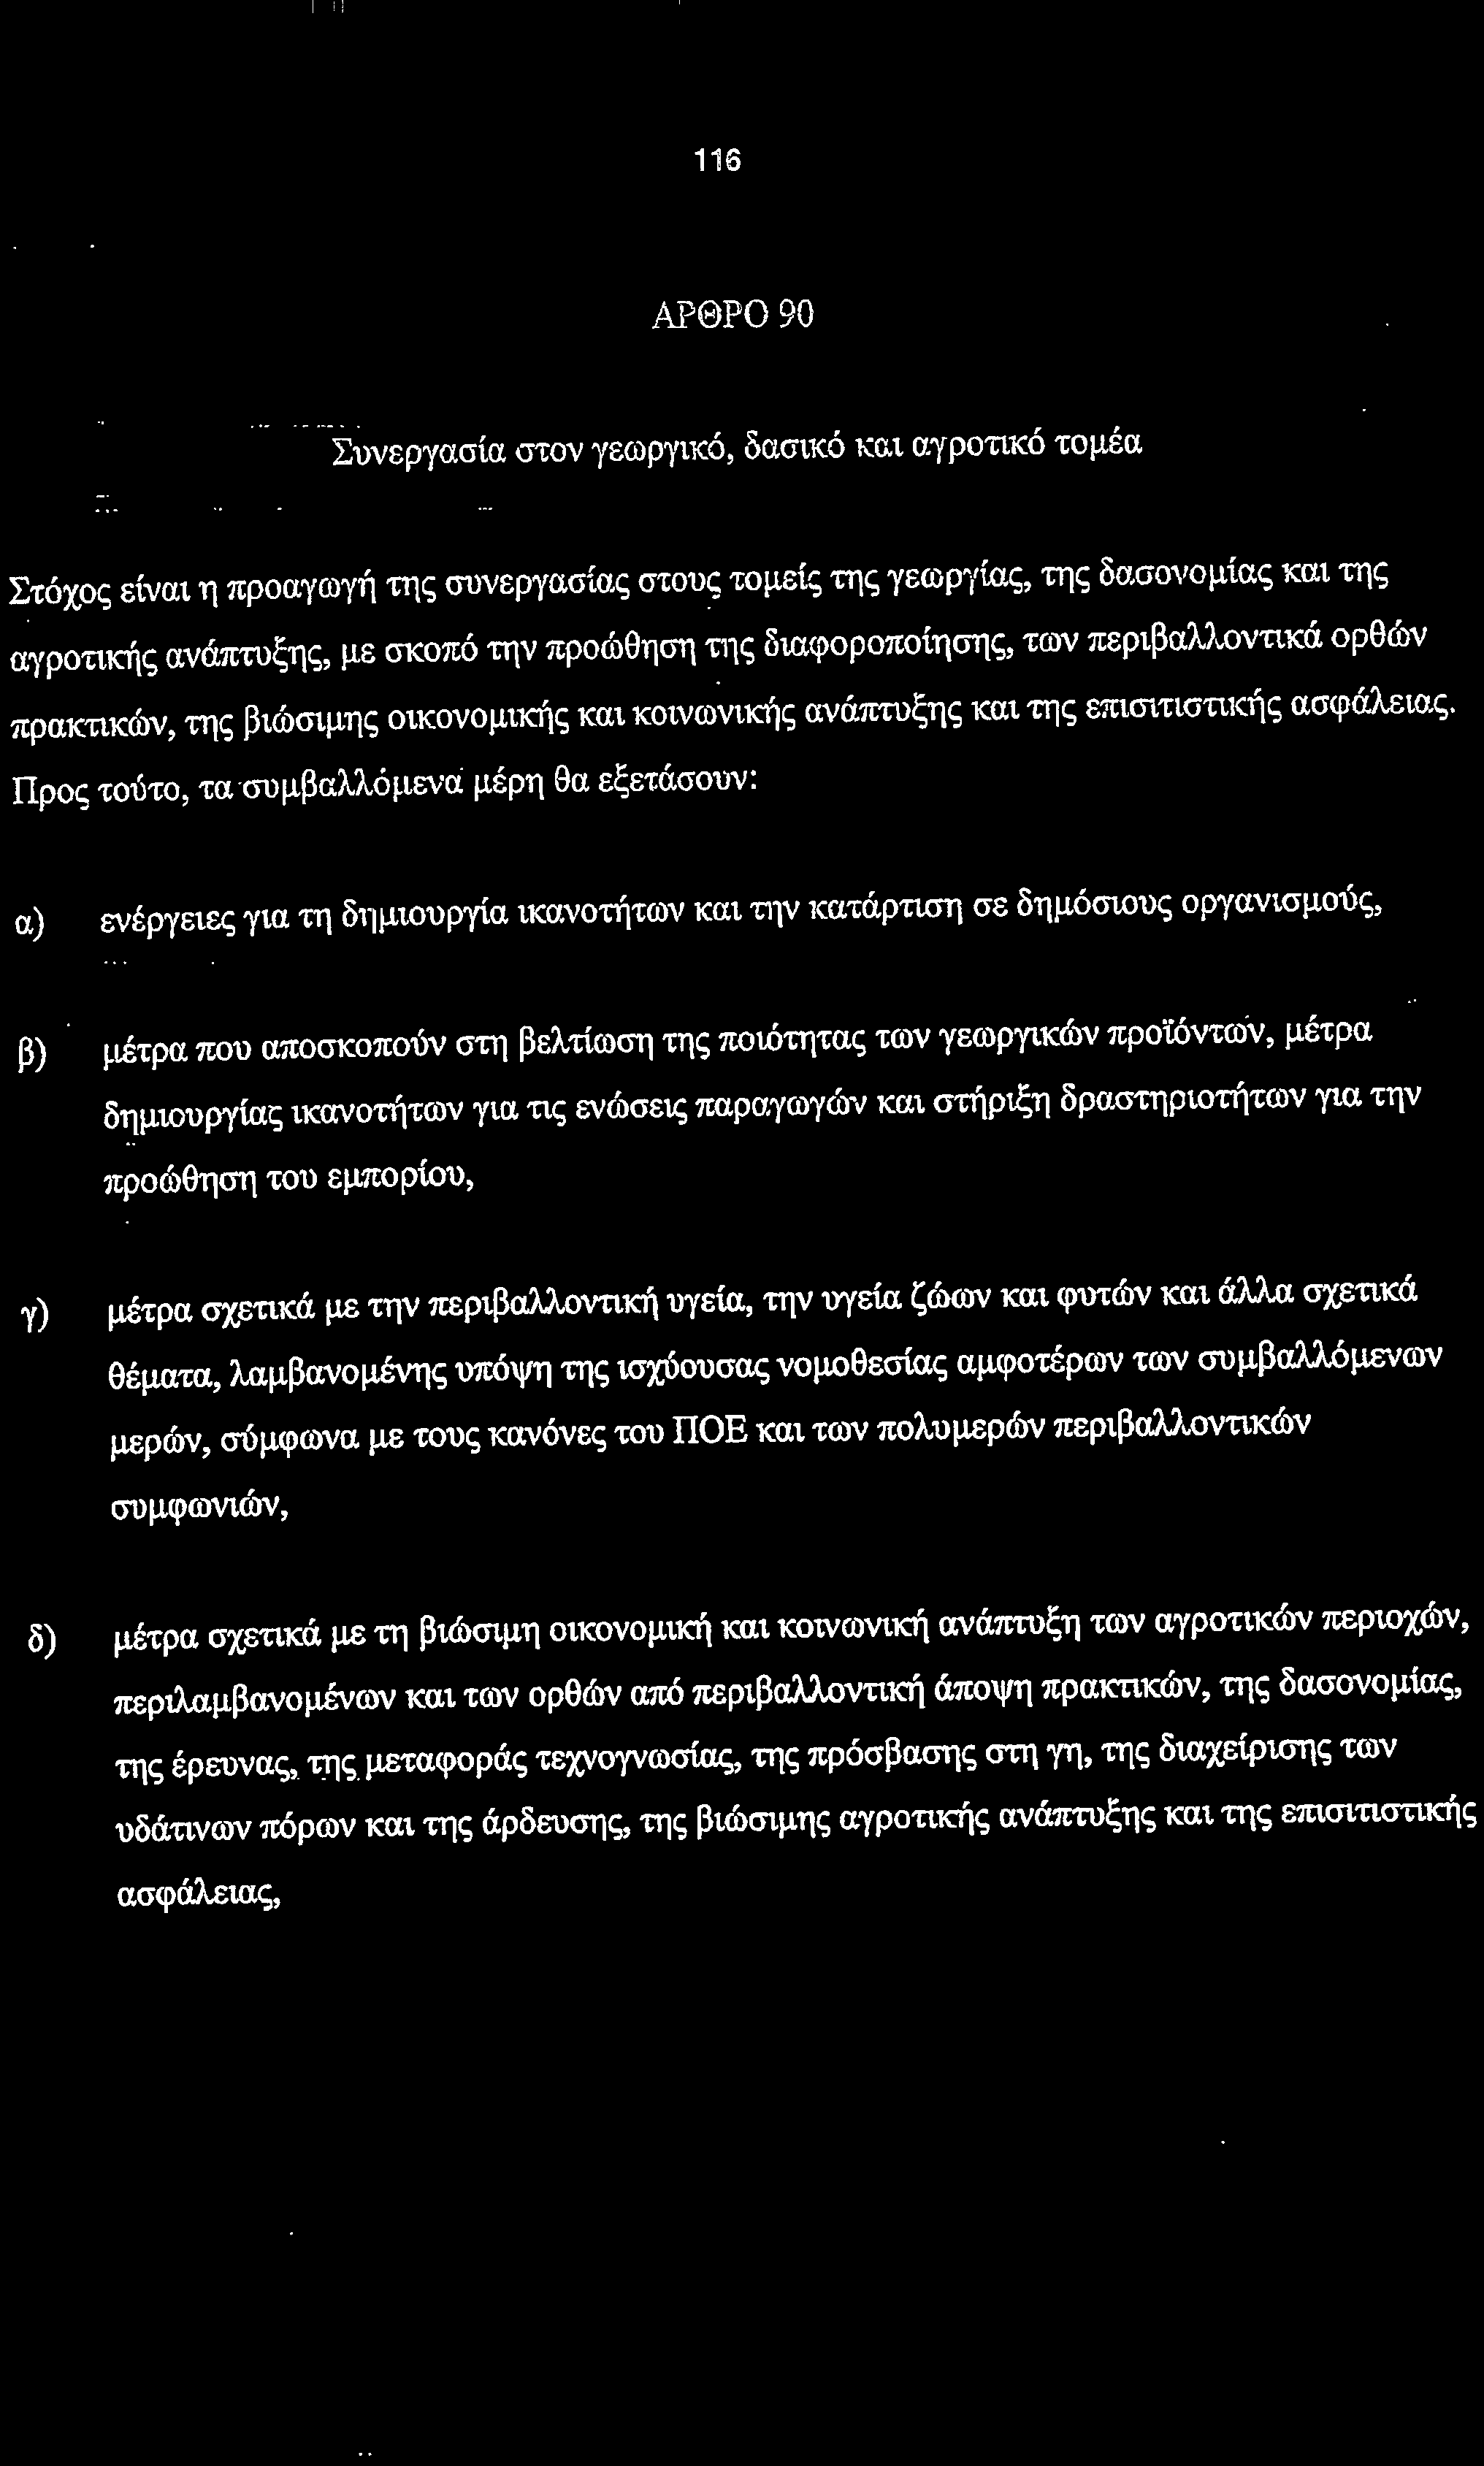 116
ΑΡΘΡΟ 90
Συνεργασία στον γεωργικό, δασικό και αγροτικό τομέα
Στόχος είναι η προαγωγή της συνεργασίας στους τομείς της γεωργίας, της δασονομίας και της
αγροτικής ανάπτυξης, με σκοπό την προώθηση της διαφοροποίησης, των περιβαλλοντικά ορθών
πρακτικών, της βιώσιμης οικονομικής και κοινωνικής ανάπτυξης και της επισιτιστικής ασφάλειας.
Προς τούτο, τα συμβαλλόμενα μέρη θα εξετάσουν:
α) ενέργειες για τη δημιουργία ικανοτήτων και την κατάρτιση σε δημόσιους οργανισμούς,
β) μέτρα που αποσκοπούν στη βελτίωση της ποιότητας των γεωργικών προϊόντων, μέτρα
δημιουργίας ικανοτήτων για τις ενώσεις παραγωγών και στήριξη δραστηριοτήτων για την
προώθηση του εμπορίου,
γ) μέτρα σχετικά με την περιβαλλοντική υγεία, την υγεία ζώων και φυτών και άλλα σχετικά
θέματα, λαμβανομένης υπόψη της ισχύουσας νομοθεσίας αμφοτέρων των συμβαλλόμενων
μερών, σύμφωνα με τους κανόνες του ΠΟΕ και των πολυμερών περιβαλλοντικών
συμφωνιών,
δ) μέτρα σχετικά με τη βιώσιμη οικονομική και κοινωνική ανάπτυξη των αγροτικών περιοχών,
περιλαμβανομένων και των ορθών από περιβαλλοντική άποψη πρακτικών, της δασονομίας,
της έρευνας, της μεταφοράς τεχνογνωσίας, της πρόσβασης στη γη, της διαχείρισης των
υδάτινων πόρων και της άρδευσης, της βιώσιμης αγροτικής ανάπτυξης και της επισιτιστικής
ασφάλειας,